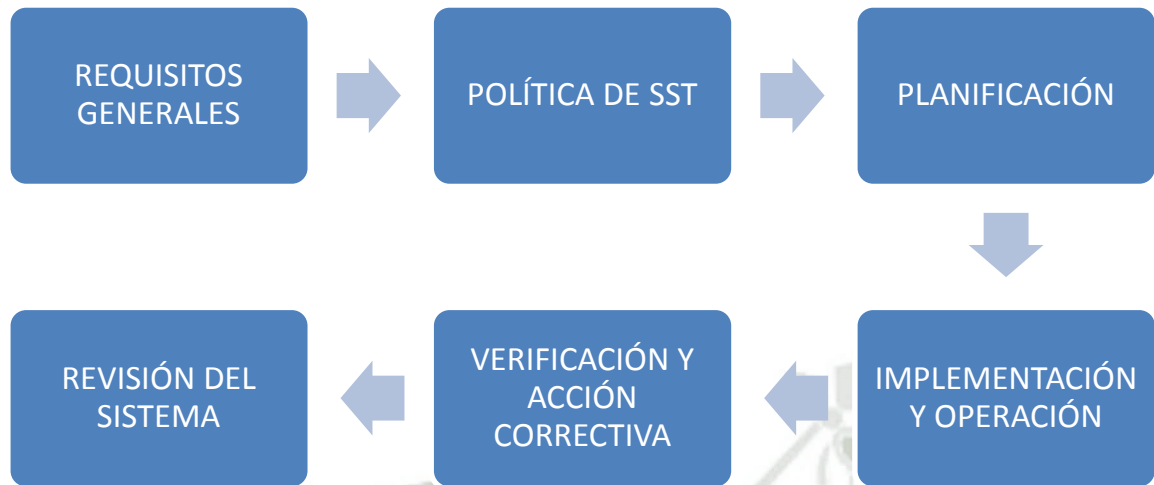 REQUISITOS
GENERALES
POLÍTICA DE SST
PLANIFICACIÓN
IMPLEMENTACIÓN
Y OPERACIÓN
VERIFICACIÓN Y
ACCIÓN
CORRECTIVA
REVISIÓN DEL
SISTEMA